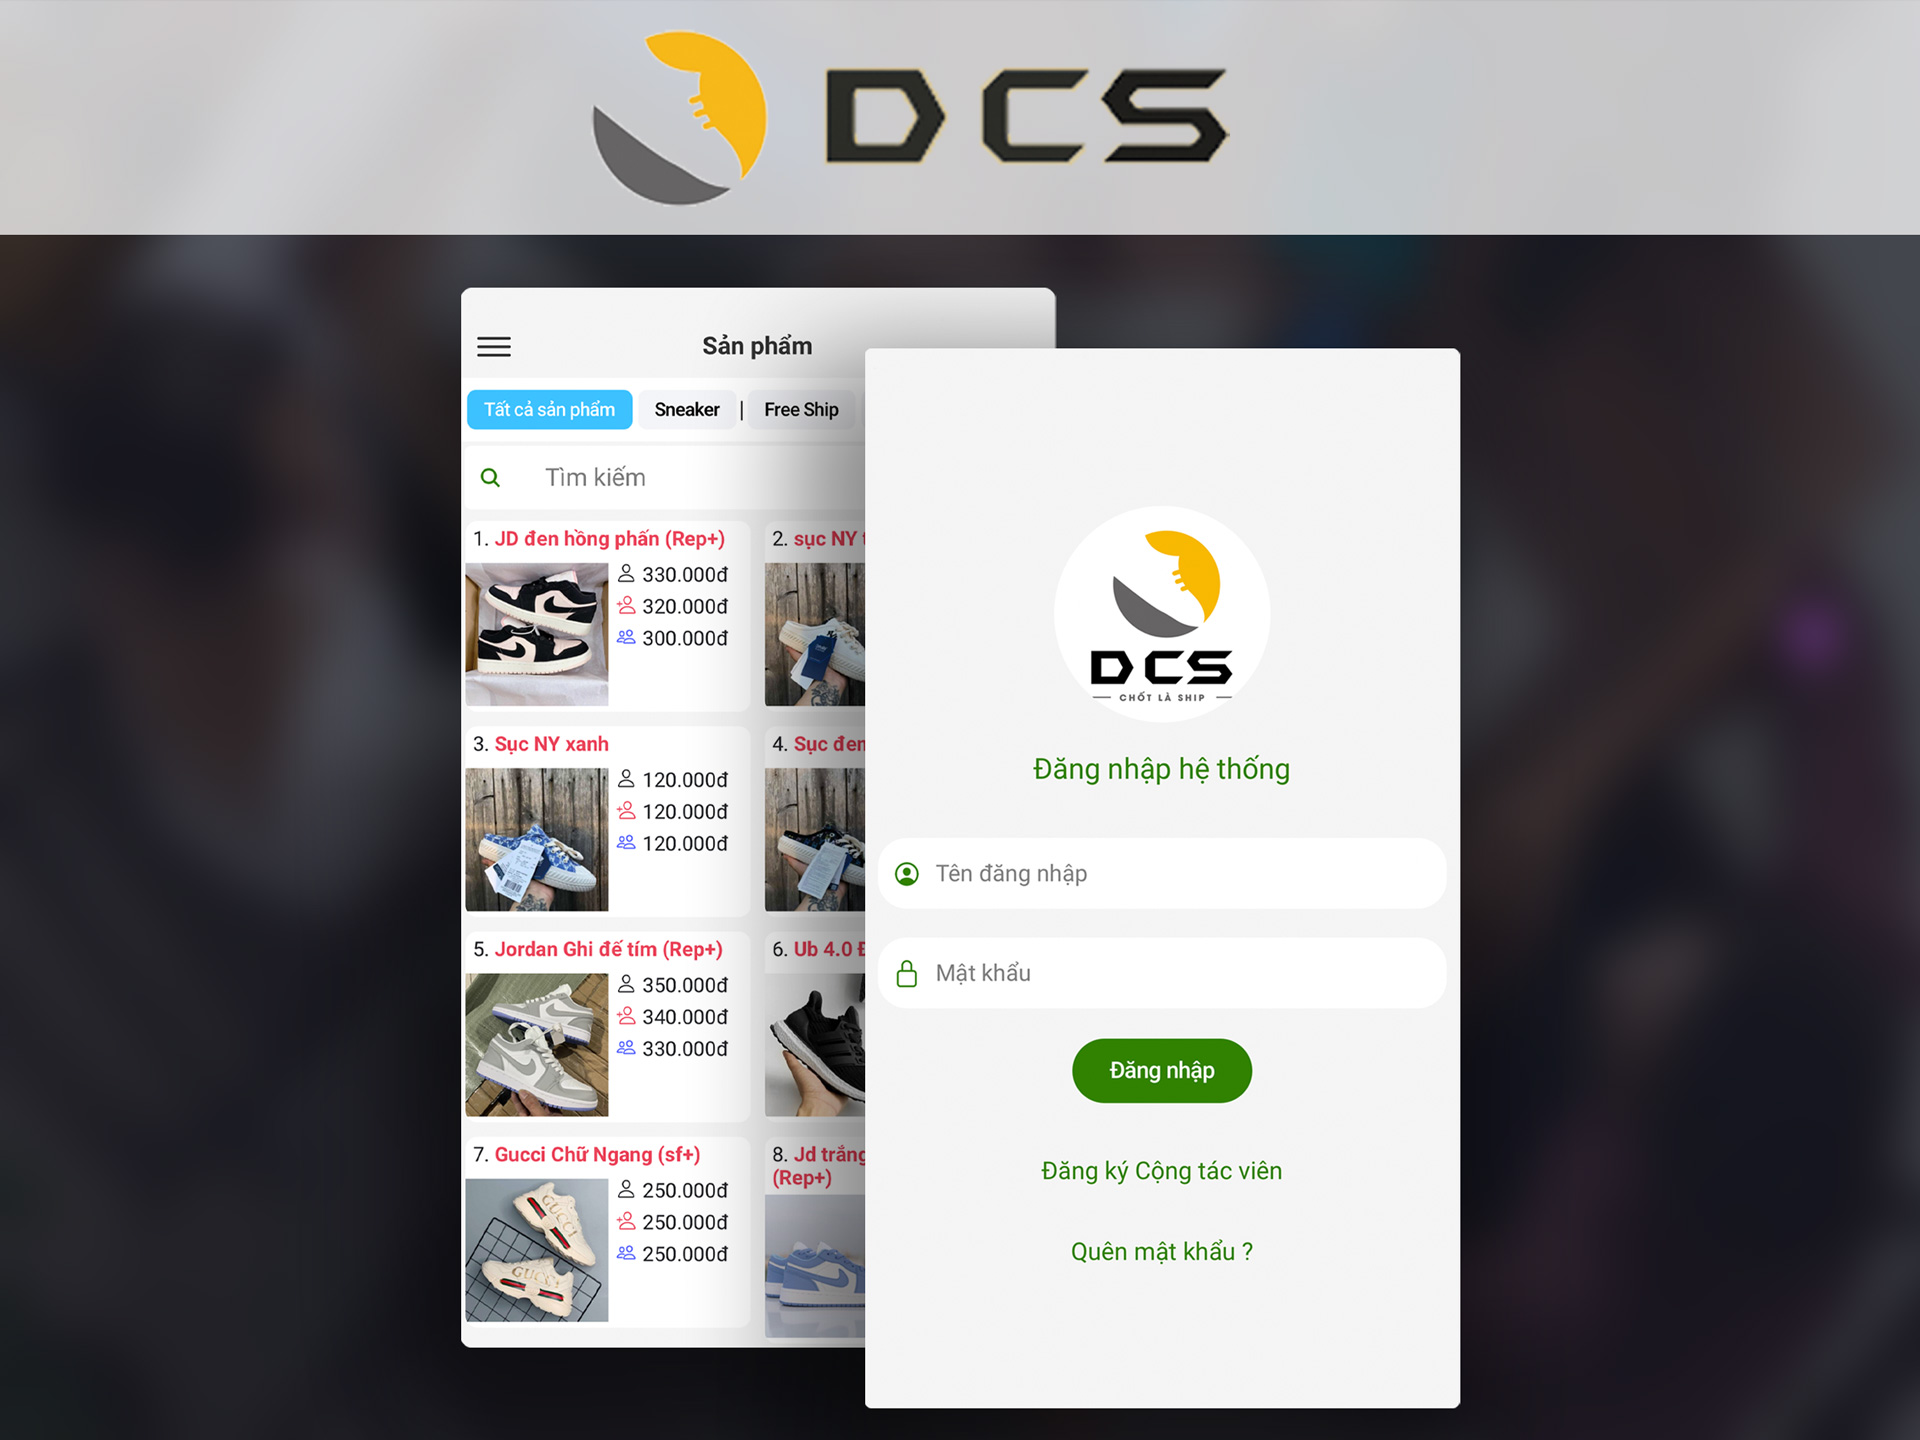 DCS
Sản phẩm
Tất cả sản phẩm
Sneaker | Free Ship
Tìm kiếm
1. JD đen hồng phấn (Rep+)
330.000đ
320.000đ
300.000đ
2. sục NY
3. Sục NY xanh
120.000đ
120.000đ
120.000đ
4. Sục đen
5. Jordan Ghi đế tím (Rep+)
350.000đ
340.000đ
330.000đ
6. Ub 4.0
7. Gucci Chữ Ngang (sf+)
GUCCI
GUCCI
250.000đ
250.000đ
250.000đ
8. Jd trắng
(Rep+)
DCS
CHỐT LÀ SHIP
Đăng nhập hệ thống
Tên đăng nhập
Mật khẩu
Đăng nhập
Đăng ký Cộng tác viên
Quên mật khẩu ?